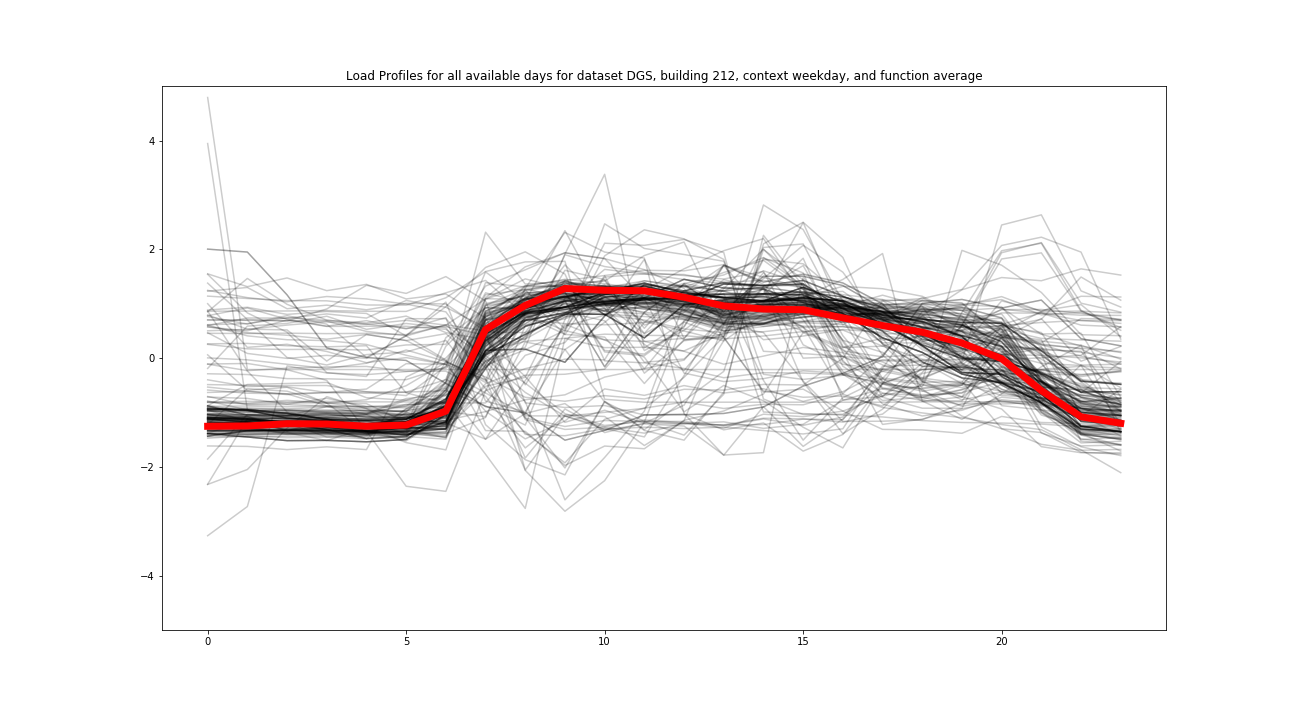 Load Profiles for all available days for dataset DGS, building 212, context weekday, and function average
4
2
0
−2
−4
0 5 10 15 20